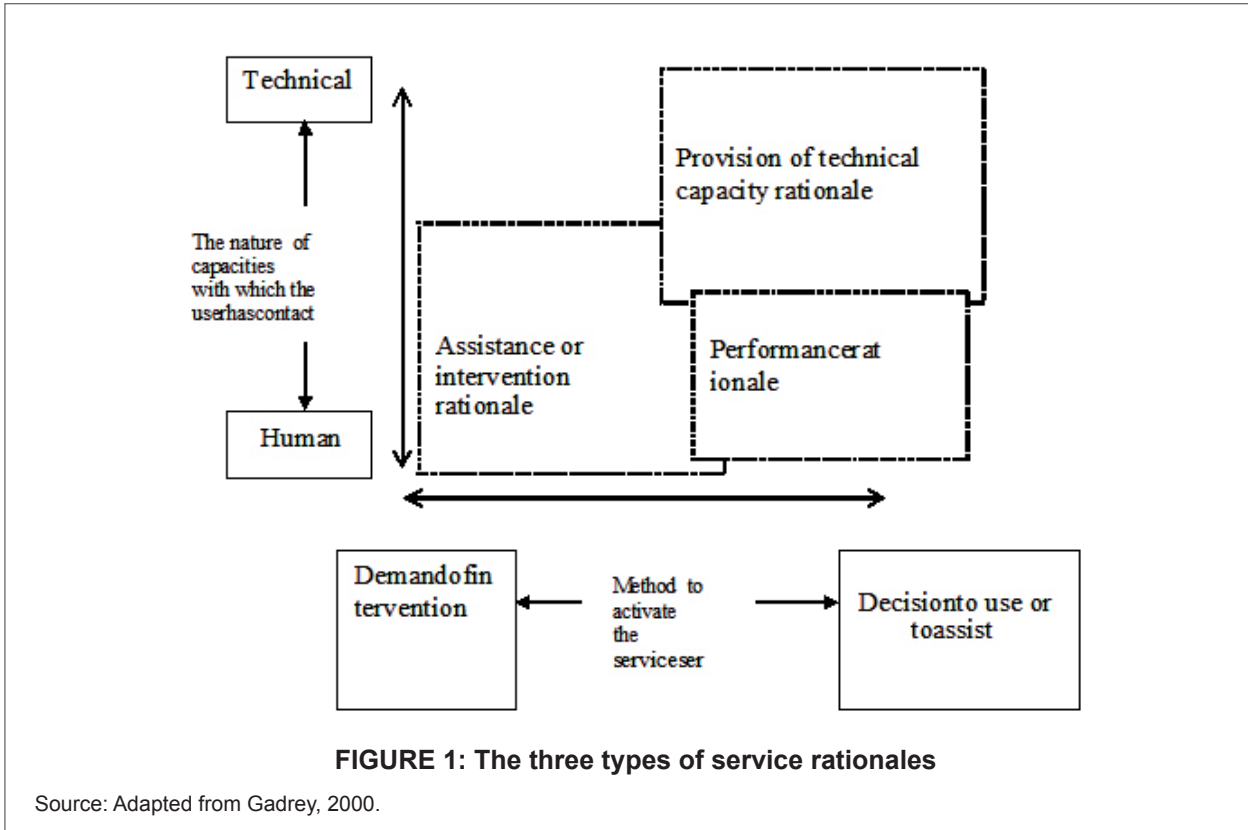 Technical
The nature of
capacities
with which the
userhascontact
Human
Provision of technical
capacity rationale
Assistance or
intervention
rationale
Performancerat
ionale
Demandofin
tervention
Method to
activate
the
serviceser
Decisionto use or
toassist
FIGURE 1: The three types of service rationales
Source: Adapted from Gadrey, 2000.